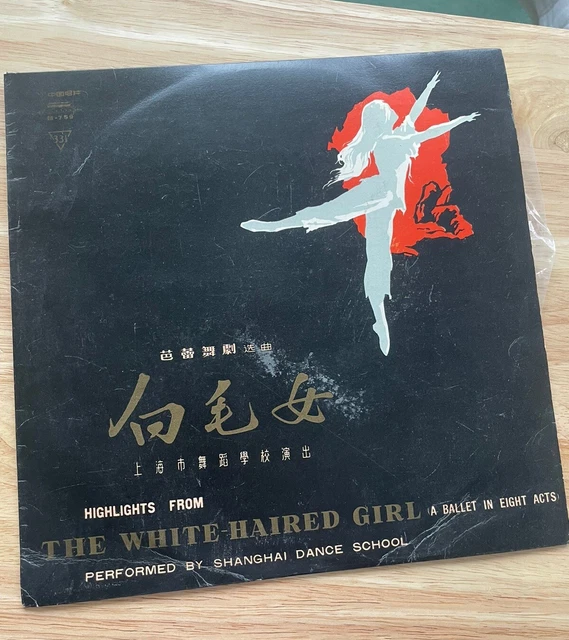 芭蕾舞劇选曲
白毛女
上海市舞蹈學校演出
HIGHLIGHTS FROM
THE WHITE-HAIRED GIRL (A BALLET IN EIGHT ACTS)
PERFORMED BY SHANGHAI DANCE SCHOOL